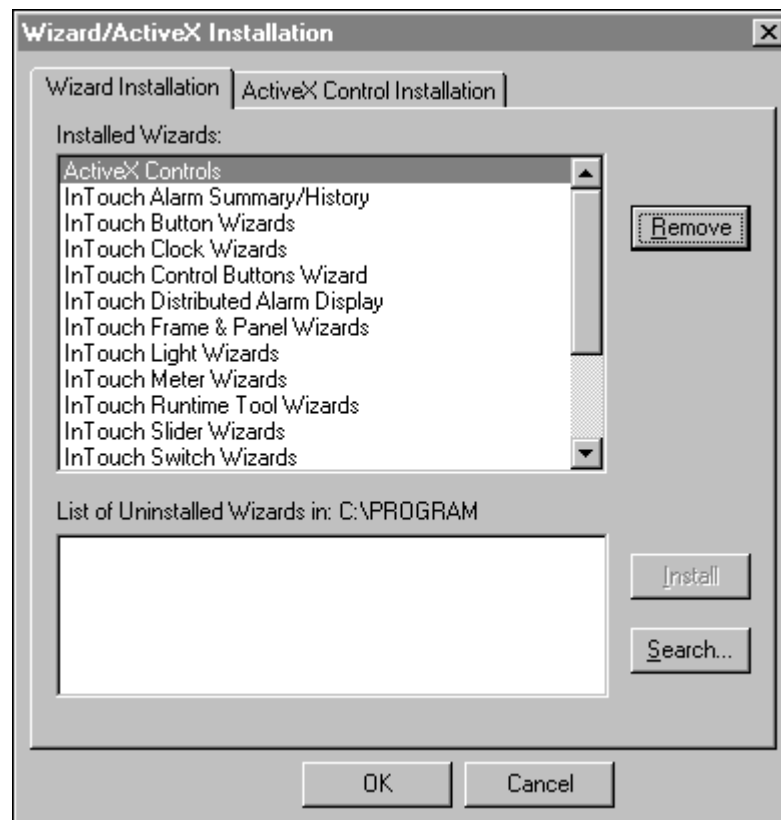 Wizard/ActiveX Installation
Wizard Installation
ActiveX Control Installation
Installed Wizards:
ActiveX Controls
InTouch Alarm Summary/History
InTouch Button Wizards
InTouch Clock Wizards
InTouch Control Buttons Wizard
InTouch Distributed Alarm Display
InTouch Frame & Panel Wizards
InTouch Light Wizards
InTouch Meter Wizards
InTouch Runtime Tool Wizards
InTouch Slider Wizards
InTouch Switch Wizards
Remove
List of Uninstalled Wizards in: C:\PROGRAM
Install
Search...
OK
Cancel